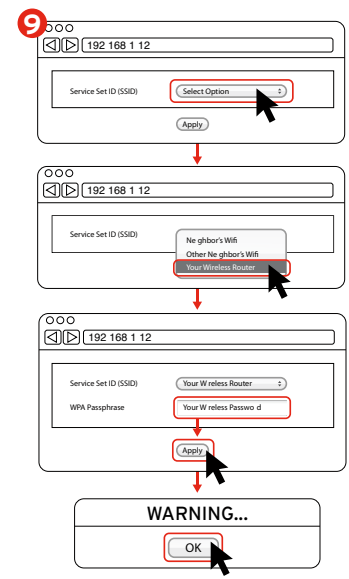 9
192 168 1 12
Service Set ID (SSID)
Select Option
Apply
192 168 1 12
Service Set ID (SSID)
Ne ghbor's Wifi
Other Ne ghbor's Wifi
Your Wireless Router
192 168 1 12
Service Set ID (SSID)
Your W reless Router
WPA Passphrase
Your W reless Passwo d
Apply
WARNING...
OK